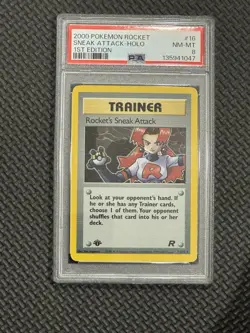 2000 POKEMON ROCKET #16
SNEAK ATTACK-HOLO NM-MT
1ST EDITION 8
PSA 135941047
TRAINER
Rocket's Sneak Attack
Look at your opponent's hand. If
he or she has any Trainer cards,
choose 1 of them. Your opponent
shuffles that card into his or her
deck.
R